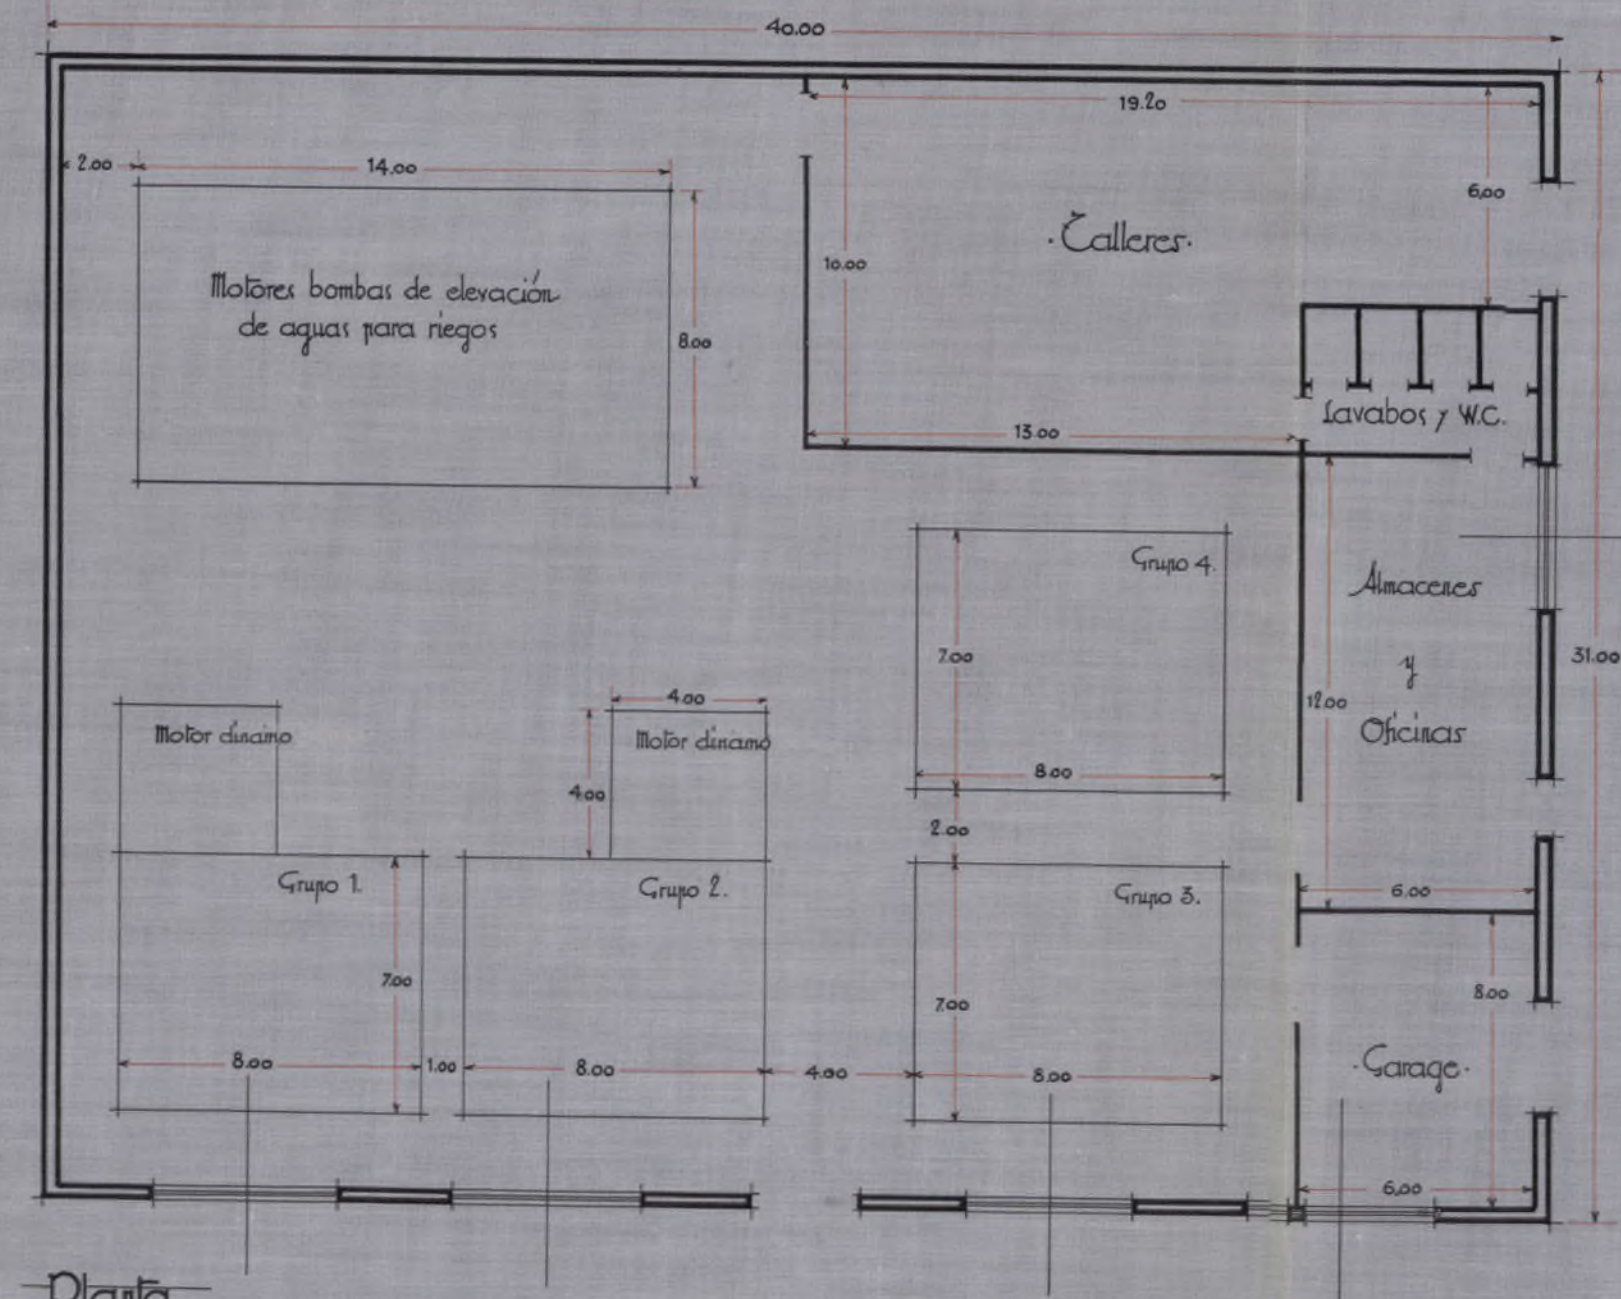 40.00
19.20
2.00
14.00
6,00
·Talleres·
10.00
Motores bombas de elevación
de aguas para riegos
8.00
Lavabos y W.C.
13.00
Grupo 4.
Almacenes
y
Oficinas
7.00
31.00
4.00
12.00
Motor dinamo
Motor dinamo
8.00
4.00
2.00
Grupo 1.
Grupo 2.
Grupo 3.
6.00
7.00
7.00
8.00
·Garage·
8.00
1.00
8.00
4.00
8.00
6,00
Planta